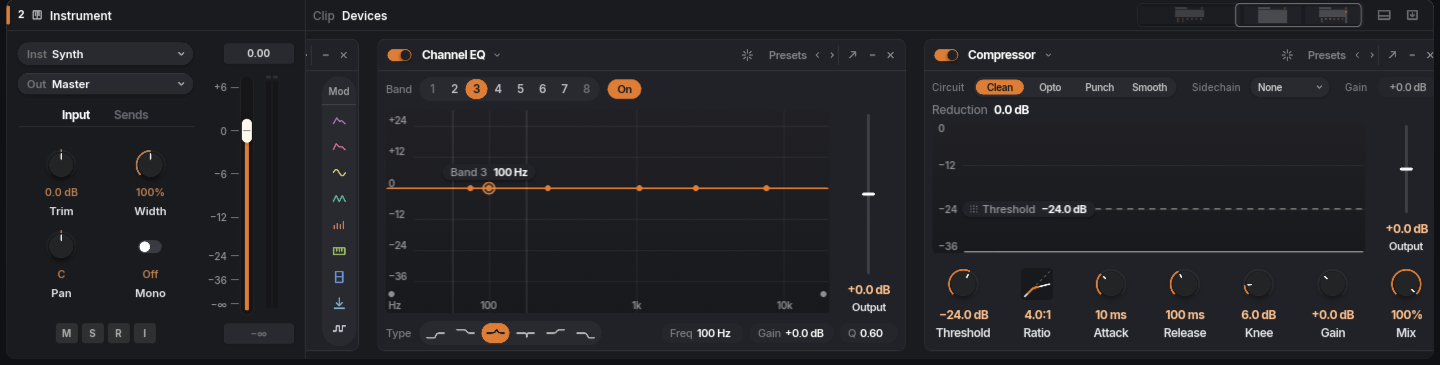 2 Instrument
Inst Synth
0.00
Out Master
Input Sends
0.0 dB 100%
Trim Width
C Off
Pan Mono
M S R I
+6
0
−6
−12
−24
−36
−∞
−∞
Clip Devices
Mod
Channel EQ
Presets
Band 1 2 3 4 5 6 7 8 On
+24
+12
0
−12
−24
−36
Band 3 100 Hz
Hz 100 1k 10k
+0.0 dB
Output
Type
Freq 100 Hz Gain +0.0 dB Q 0.60
Compressor
Presets
Circuit Clean Opto Punch Smooth Sidechain None Gain +0.0 dB
Reduction 0.0 dB
0
−12
−24
−36
Threshold −24.0 dB
+0.0 dB
Output
−24.0 dB 4.0:1 10 ms 100 ms 6.0 dB +0.0 dB 100%
Threshold Ratio Attack Release Knee Gain Mix